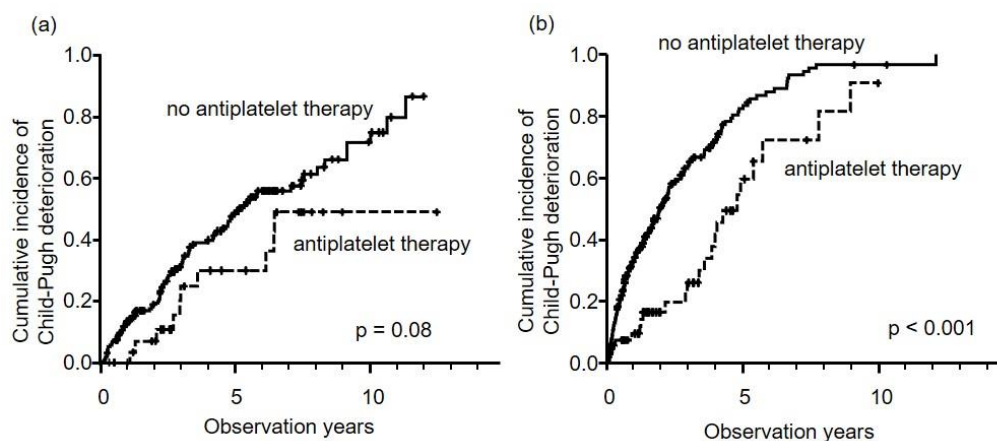 (a)
Cumulative incidence of
Child-Pugh deterioration
1.0
0.8
0.6
0.4
0.2
0.0
no antiplatelet therapy
antiplatelet therapy
p = 0.08
0 5 10
Observation years
(b)
Cumulative incidence of
Child-Pugh deterioration
1.0
0.8
0.6
0.4
0.2
0.0
no antiplatelet therapy
antiplatelet therapy
p < 0.001
0 5 10
Observation years